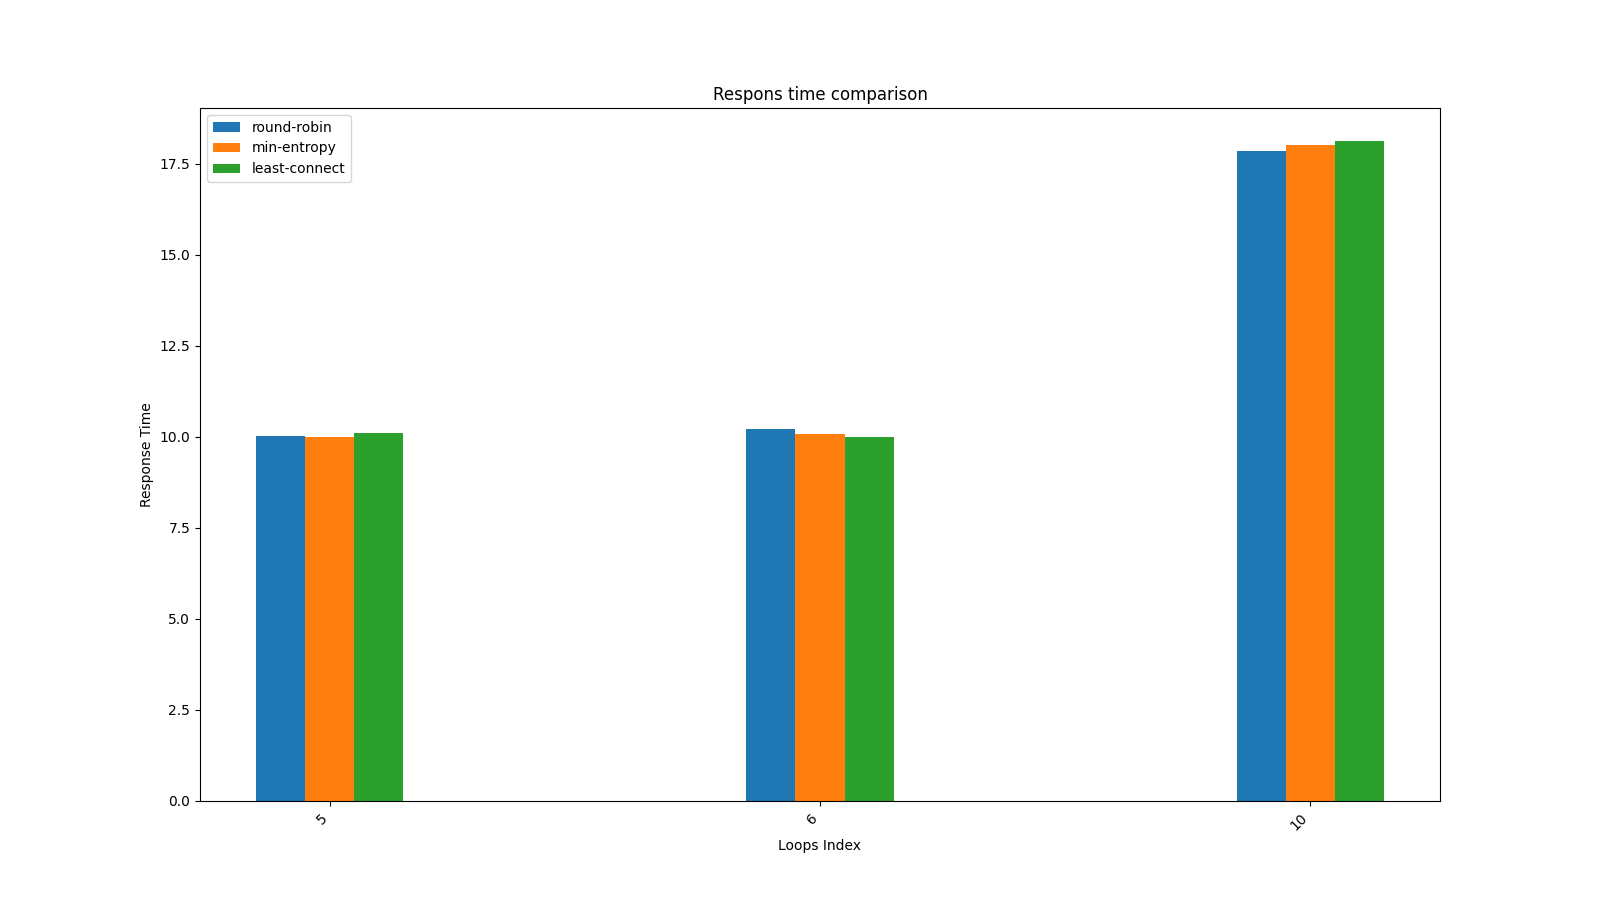 Respons time comparison
round-robin
min-entropy
least-connect
17.5
15.0
12.5
10.0
7.5
5.0
2.5
0.0
Response Time
5
6
10
Loops Index